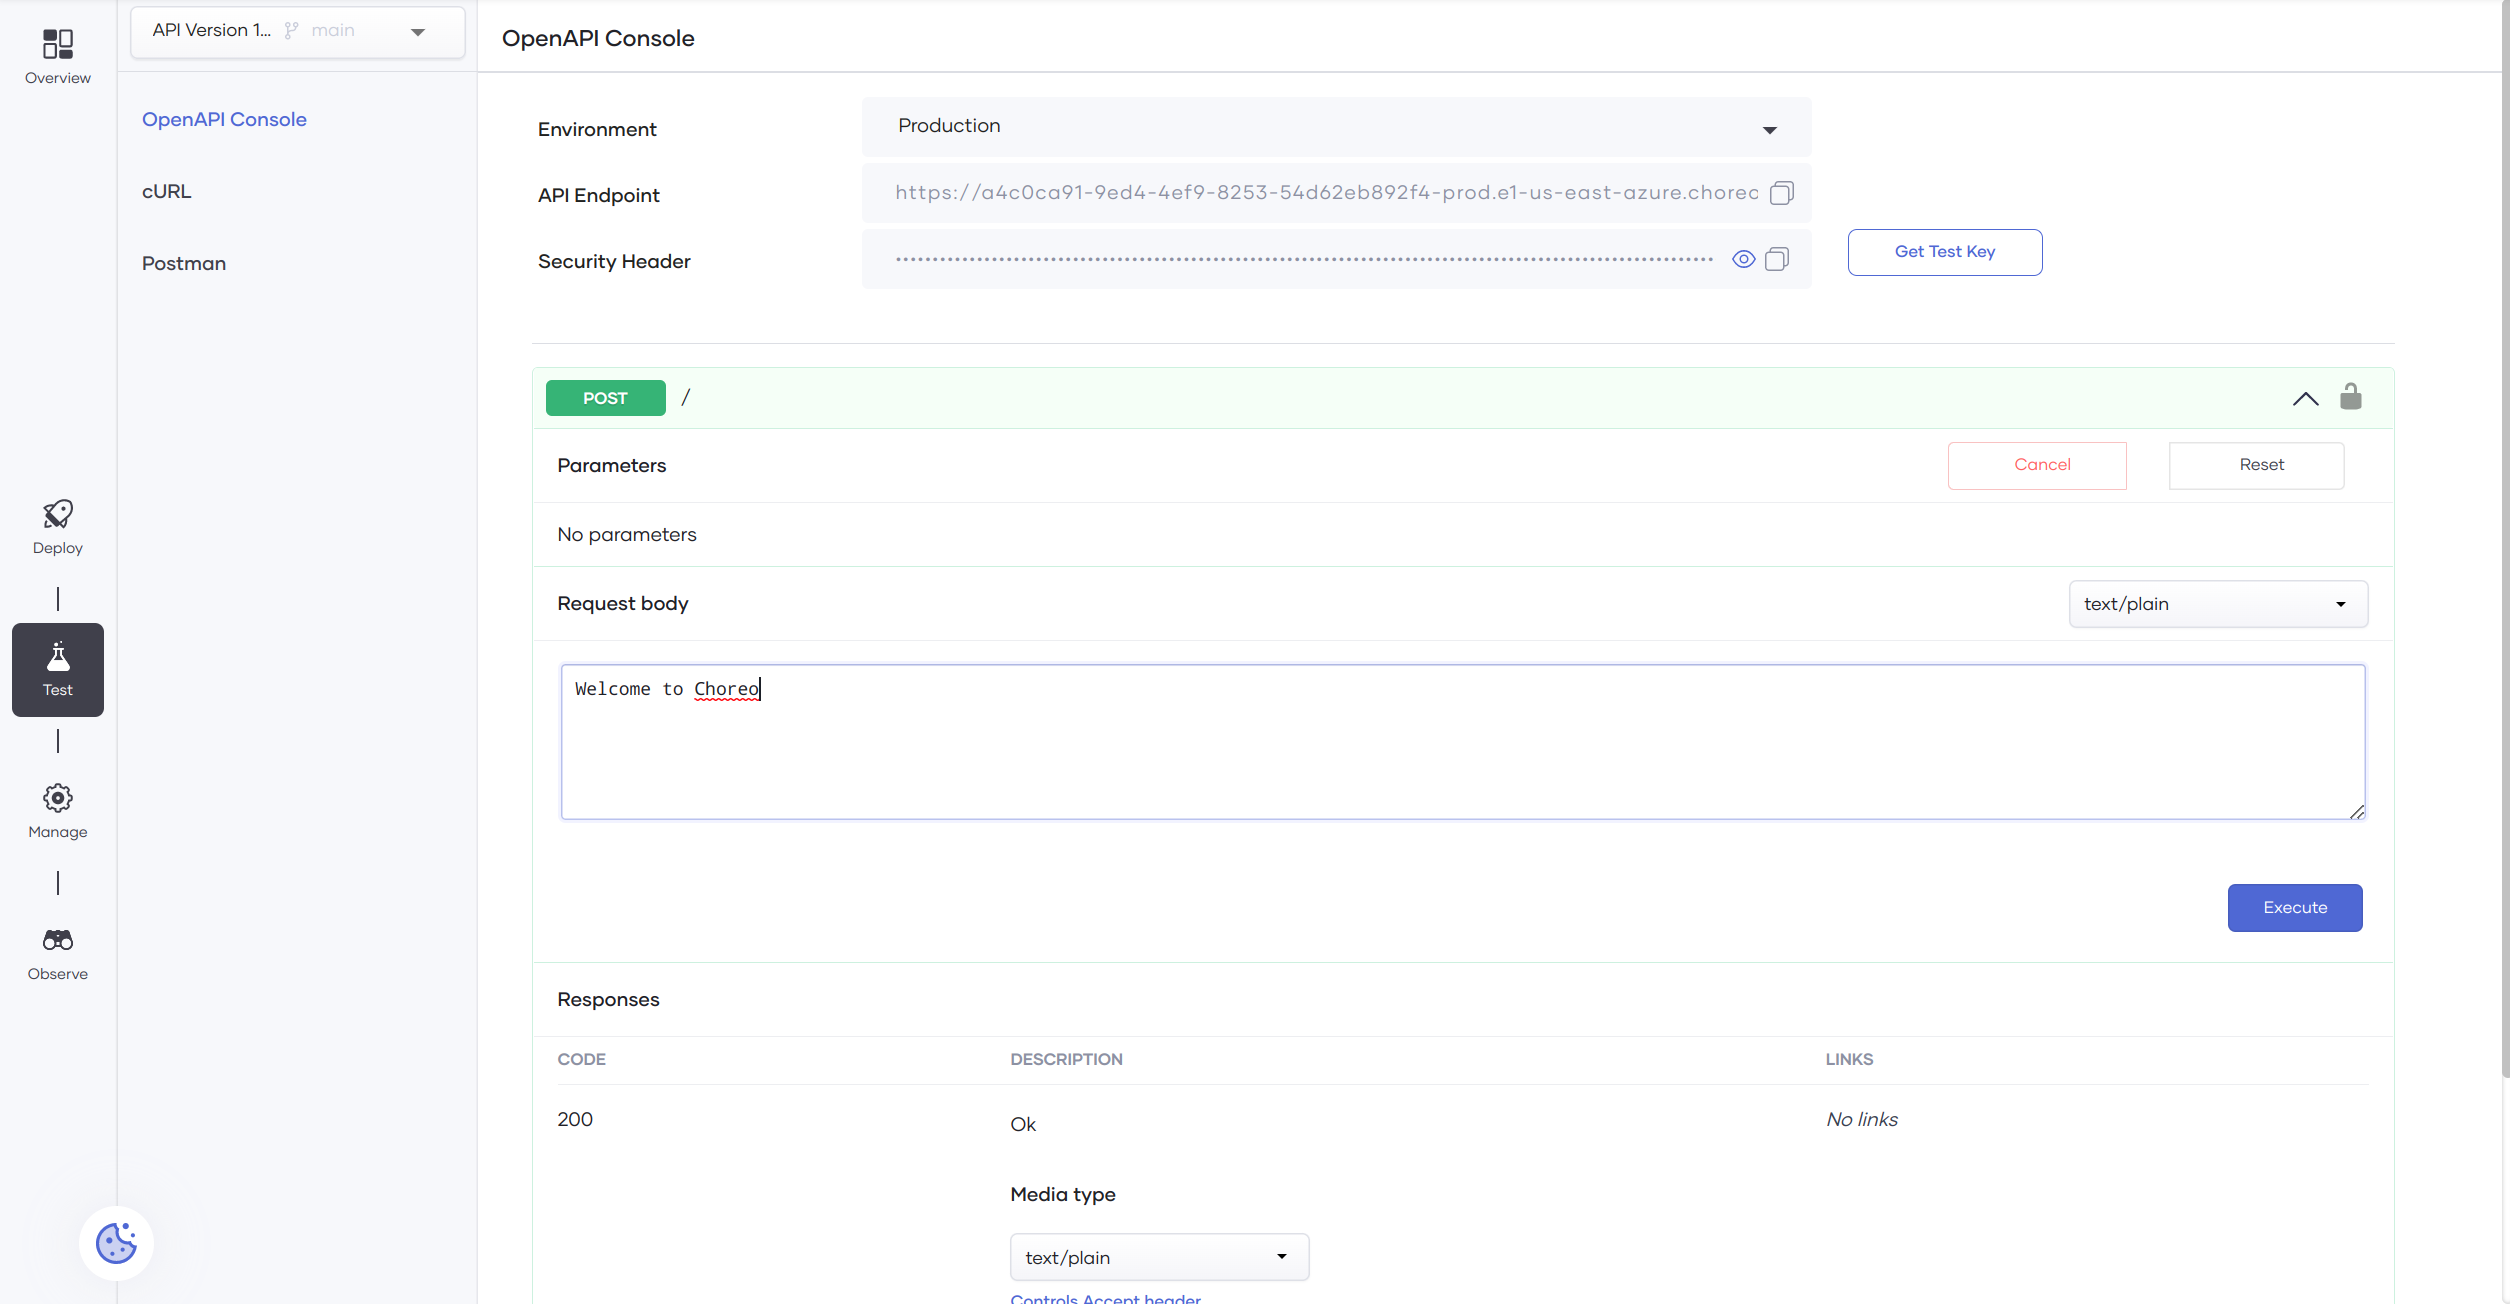 API Version 1... main
Overview
OpenAPI Console
cURL
Postman
Deploy
Test
Manage
Observe
OpenAPI Console
Environment
Production
API Endpoint
https://a4c0ca91-9ed4-4ef9-8253-54d62eb892f4-prod.e1-us-east-azure.choreo
Security Header
Get Test Key
POST /
Parameters
Cancel
Reset
No parameters
Request body
text/plain
Welcome to Choreo
Execute
Responses
CODE DESCRIPTION LINKS
200 Ok No links
Media type
text/plain
Controls Accept header